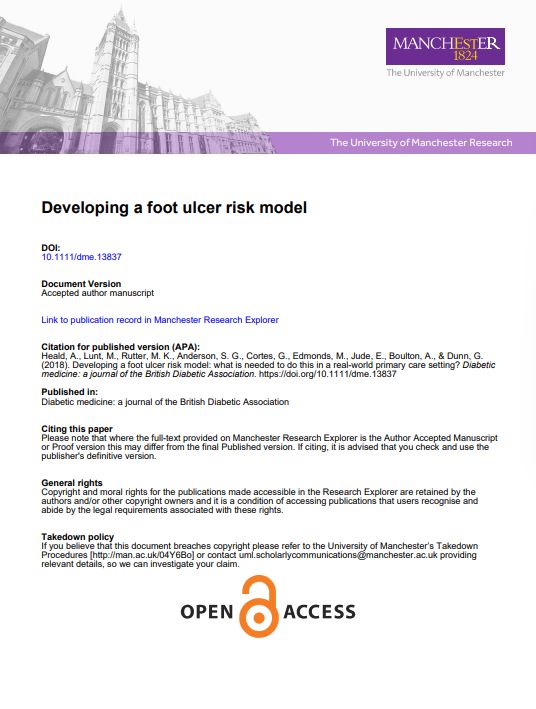 MANCHESTER
1824
The University of Manchester
The University of Manchester Research
Developing a foot ulcer risk model
DOI:
10.1111/dme.13837
Document Version
Accepted author manuscript
Link to publication record in Manchester Research Explorer
Citation for published version (APA):
Heald, A., Lunt, M., Rutter, M. K., Anderson, S. G., Cortes, G., Edmonds, M., Jude, E., Boulton, A., & Dunn, G.
(2018). Developing a foot ulcer risk model: what is needed to do this in a real-world primary care setting? Diabetic
medicine: a journal of the British Diabetic Association. https://doi.org/10.1111/dme.13837
Published in:
Diabetic medicine: a journal of the British Diabetic Association
Citing this paper
Please note that where the full-text provided on Manchester Research Explorer is the Author Accepted Manuscript
or Proof version this may differ from the final Published version. If citing, it is advised that you check and use the
publisher's definitive version.
General rights
Copyright and moral rights for the publications made accessible in the Research Explorer are retained by the
authors and/or other copyright owners and it is a condition of accessing publications that users recognise and
abide by the legal requirements associated with these rights.
Takedown policy
If you believe that this document breaches copyright please refer to the University of Manchester's Takedown
Procedures [http://man.ac.uk/04Y6Bo] or contact uml.scholarlycommunications@manchester.ac.uk providing
relevant details, so we can investigate your claim.
OPEN ACCESS